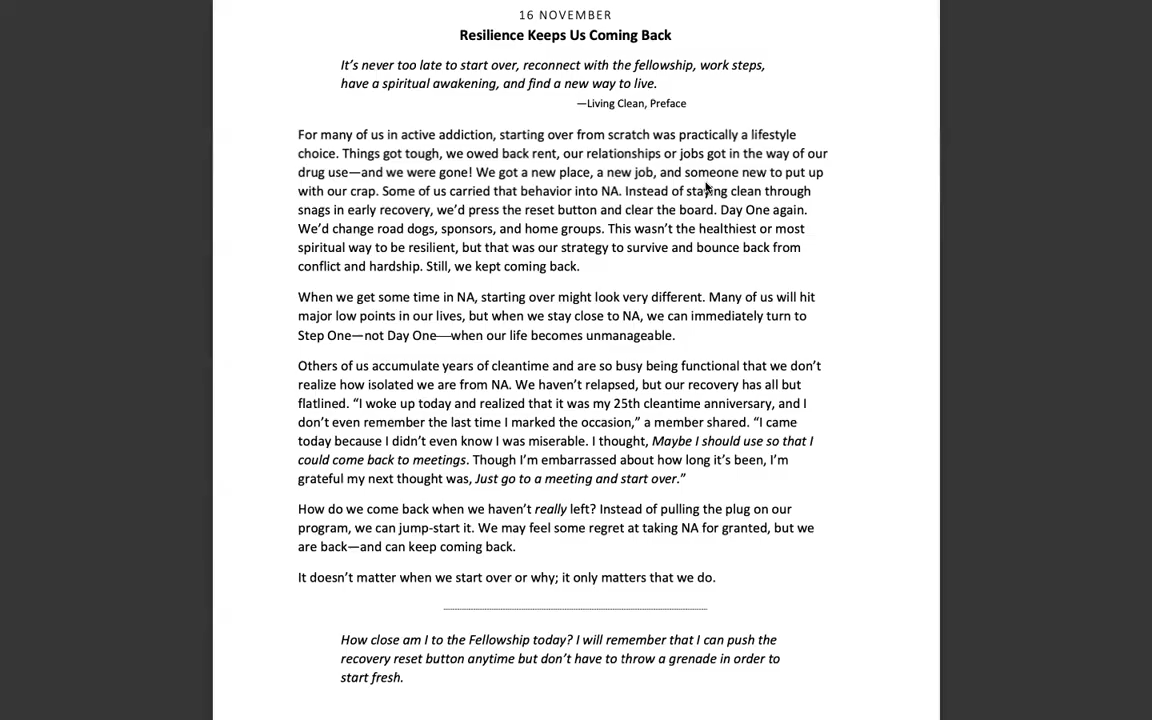 16 NOVEMBER
Resilience Keeps Us Coming Back
It’s never too late to start over, reconnect with the fellowship, work steps,
have a spiritual awakening, and find a new way to live.
—Living Clean, Preface
For many of us in active addiction, starting over from scratch was practically a lifestyle
choice. Things got tough, we owed back rent, our relationships or jobs got in the way of our
drug use—and we were gone! We got a new place, a new job, and someone new to put up
with our crap. Some of us carried that behavior into NA. Instead of staying clean through
snags in early recovery, we’d press the reset button and clear the board. Day One again.
We’d change road dogs, sponsors, and home groups. This wasn’t the healthiest or most
spiritual way to be resilient, but that was our strategy to survive and bounce back from
conflict and hardship. Still, we kept coming back.
When we get some time in NA, starting over might look very different. Many of us will hit
major low points in our lives, but when we stay close to NA, we can immediately turn to
Step One—not Day One—when our life becomes unmanageable.
Others of us accumulate years of cleantime and are so busy being functional that we don’t
realize how isolated we are from NA. We haven’t relapsed, but our recovery has all but
flatlined. “I woke up today and realized that it was my 25th cleantime anniversary, and I
don’t even remember the last time I marked the occasion,” a member shared. “I came
today because I didn’t even know I was miserable. I thought, Maybe I should use so that I
could come back to meetings. Though I’m embarrassed about how long it’s been, I’m
grateful my next thought was, Just go to a meeting and start over.”
How do we come back when we haven’t really left? Instead of pulling the plug on our
program, we can jump-start it. We may feel some regret at taking NA for granted, but we
are back—and can keep coming back.
It doesn’t matter when we start over or why; it only matters that we do.
How close am I to the Fellowship today? I will remember that I can push the
recovery reset button anytime but don’t have to throw a grenade in order to
start fresh.